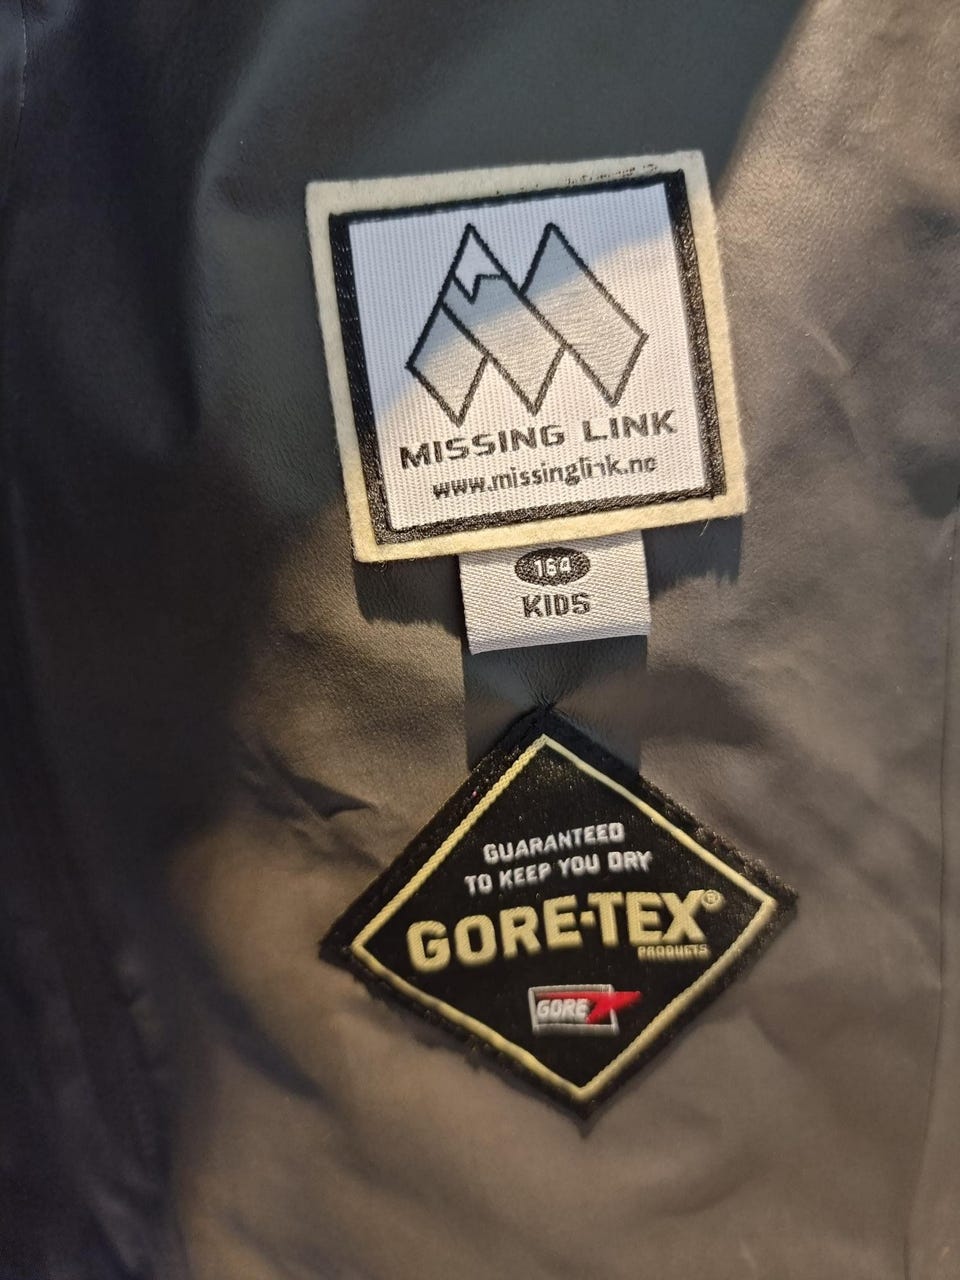 MISSING LINK
www.missinglink.no
164
KIDS
GUARANTEED
TO KEEP YOU DRY
GORE-TEX®
PRODUCTS
GORE